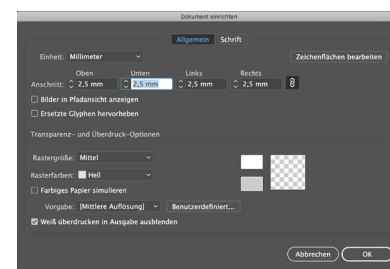 Dokument einrichten
Allgemein Schrift
Einheit: Millimeter Zeichenflächen bearbeiten
Oben Unten Links Rechts
Anschnitt: 2,5 mm 2,5 mm 2,5 mm 2,5 mm
Bilder in Pfadansicht anzeigen
Ersetzte Glyphen hervorheben
Transparenz- und Überdruck-Optionen
Rastergröße: Mittel
Rasterfarben: Hell
Farbiges Papier simulieren
Vorgabe: [Mittlere Auflösung] Benutzerdefiniert...
Weiß überdrucken in Ausgabe ausblenden
Abbrechen OK